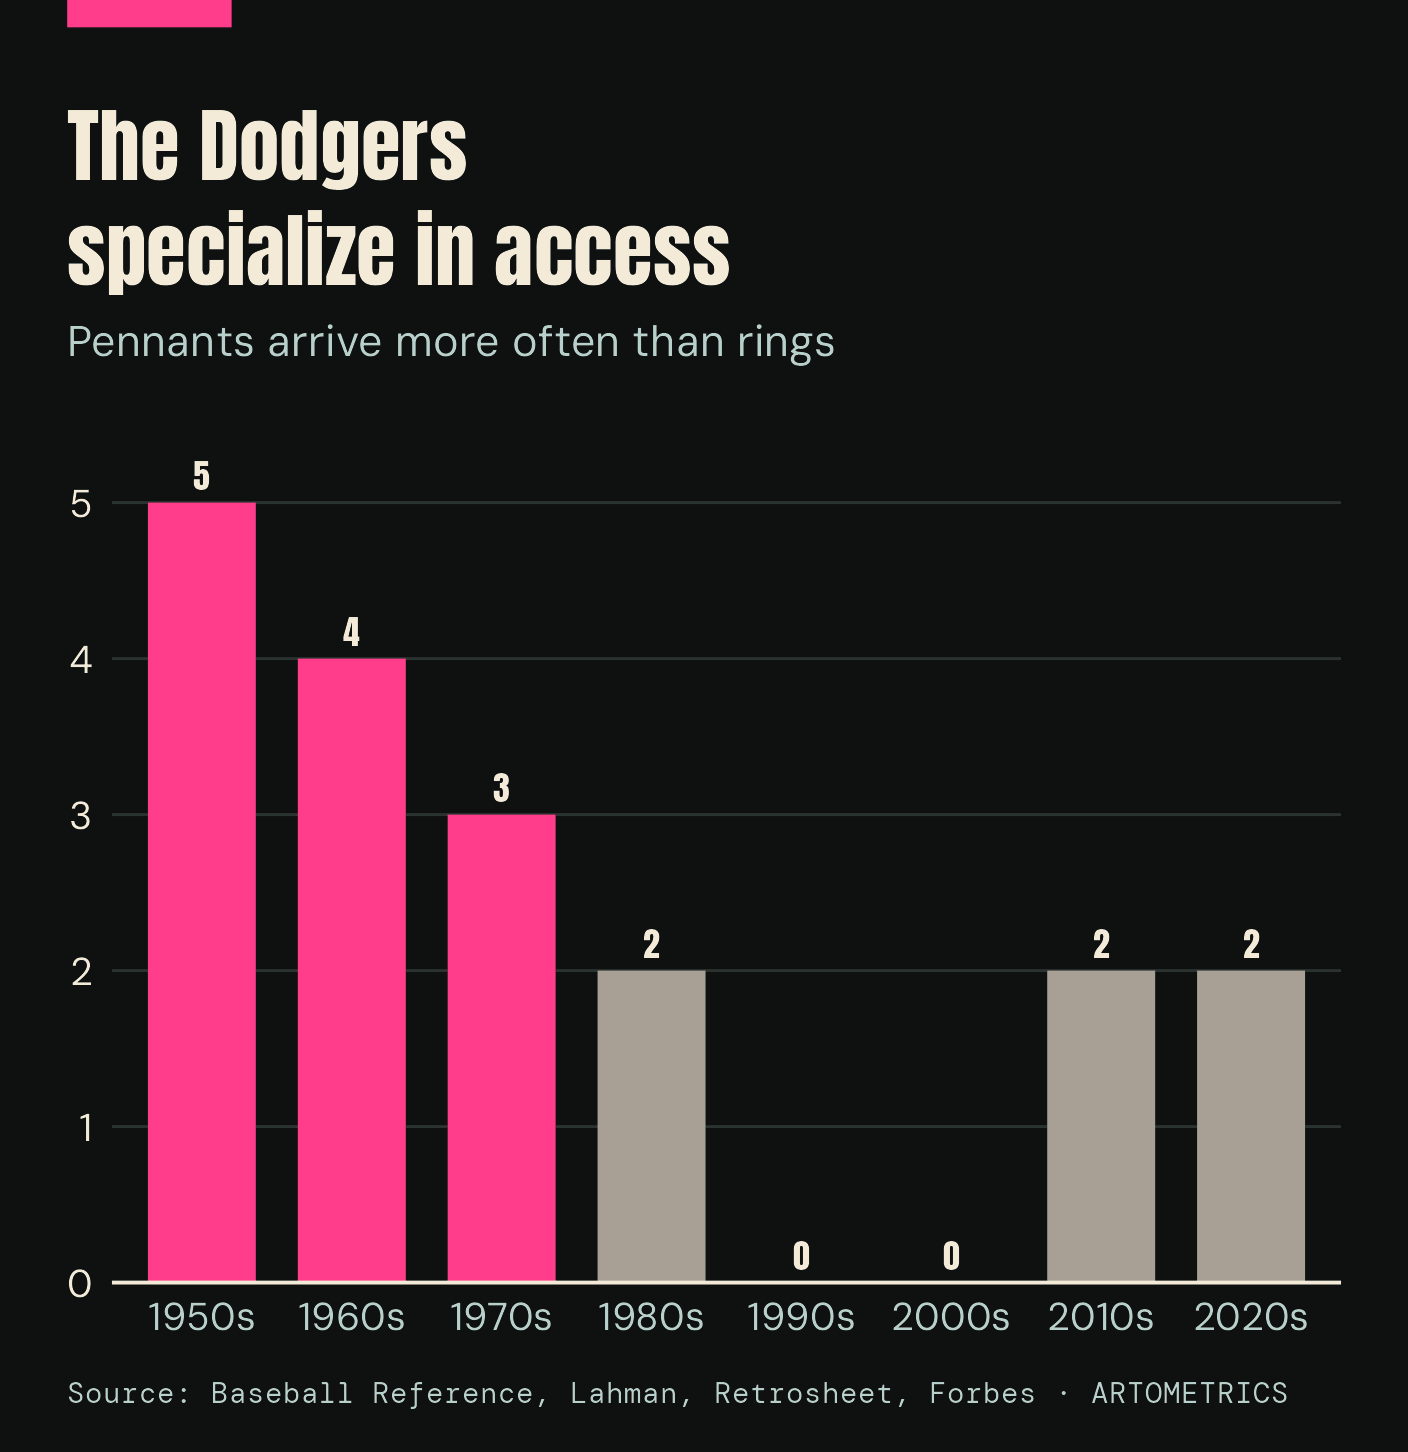 The Dodgers
specialize in access
Pennants arrive more often than rings
5
4
3
2
0
0
2
2
5
4
3
2
1
0
1950s 1960s 1970s 1980s 1990s 2000s 2010s 2020s
Source: Baseball Reference, Lahman, Retrosheet, Forbes · ARTOMETRICS